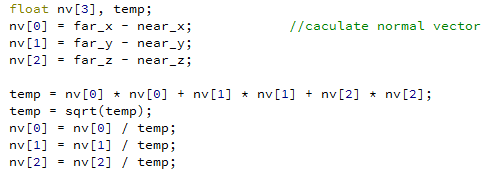 float nv[3], temp;
nv[0] = far_x - near_x; //caculate normal vector
nv[1] = far_y - near_y;
nv[2] = far_z - near_z;
temp = nv[0] * nv[0] + nv[1] * nv[1] + nv[2] * nv[2];
temp = sqrt(temp);
nv[0] = nv[0] / temp;
nv[1] = nv[1] / temp;
nv[2] = nv[2] / temp;